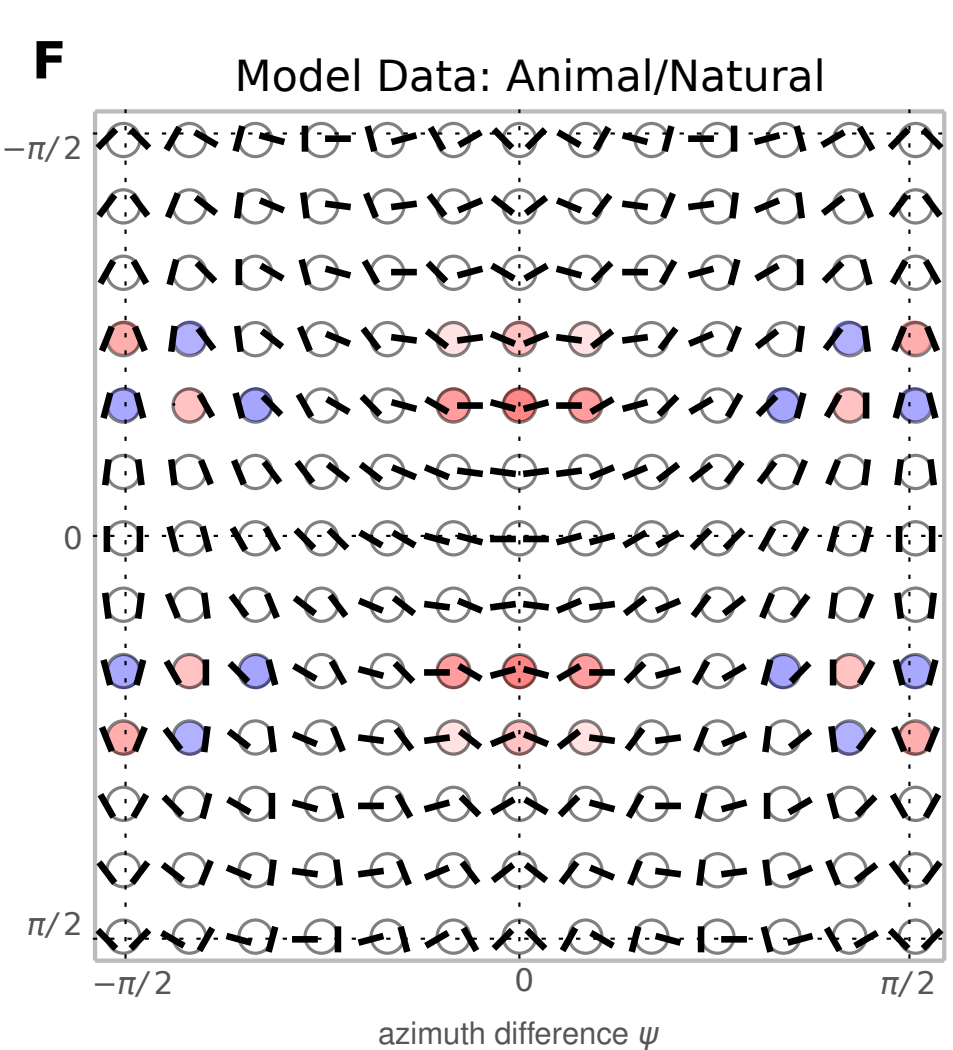 F
Model Data: Animal/Natural
−π/2
0
π/2
−π/2 0 π/2
azimuth difference ψ